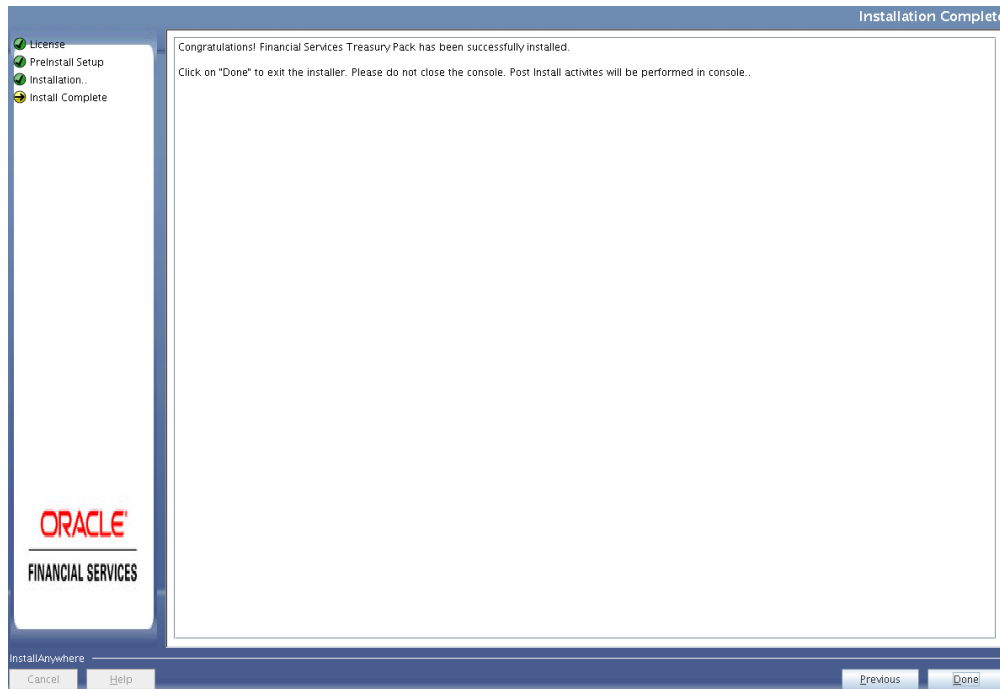 Installation Complete
License
PreInstall Setup
Installation..
Install Complete
Congratulations! Financial Services Treasury Pack has been successfully installed.
Click on "Done" to exit the installer. Please do not close the console. Post Install activites will be performed in console..
ORACLE'
FINANCIAL SERVICES
InstallAnywhere
Cancel Help Previous Done